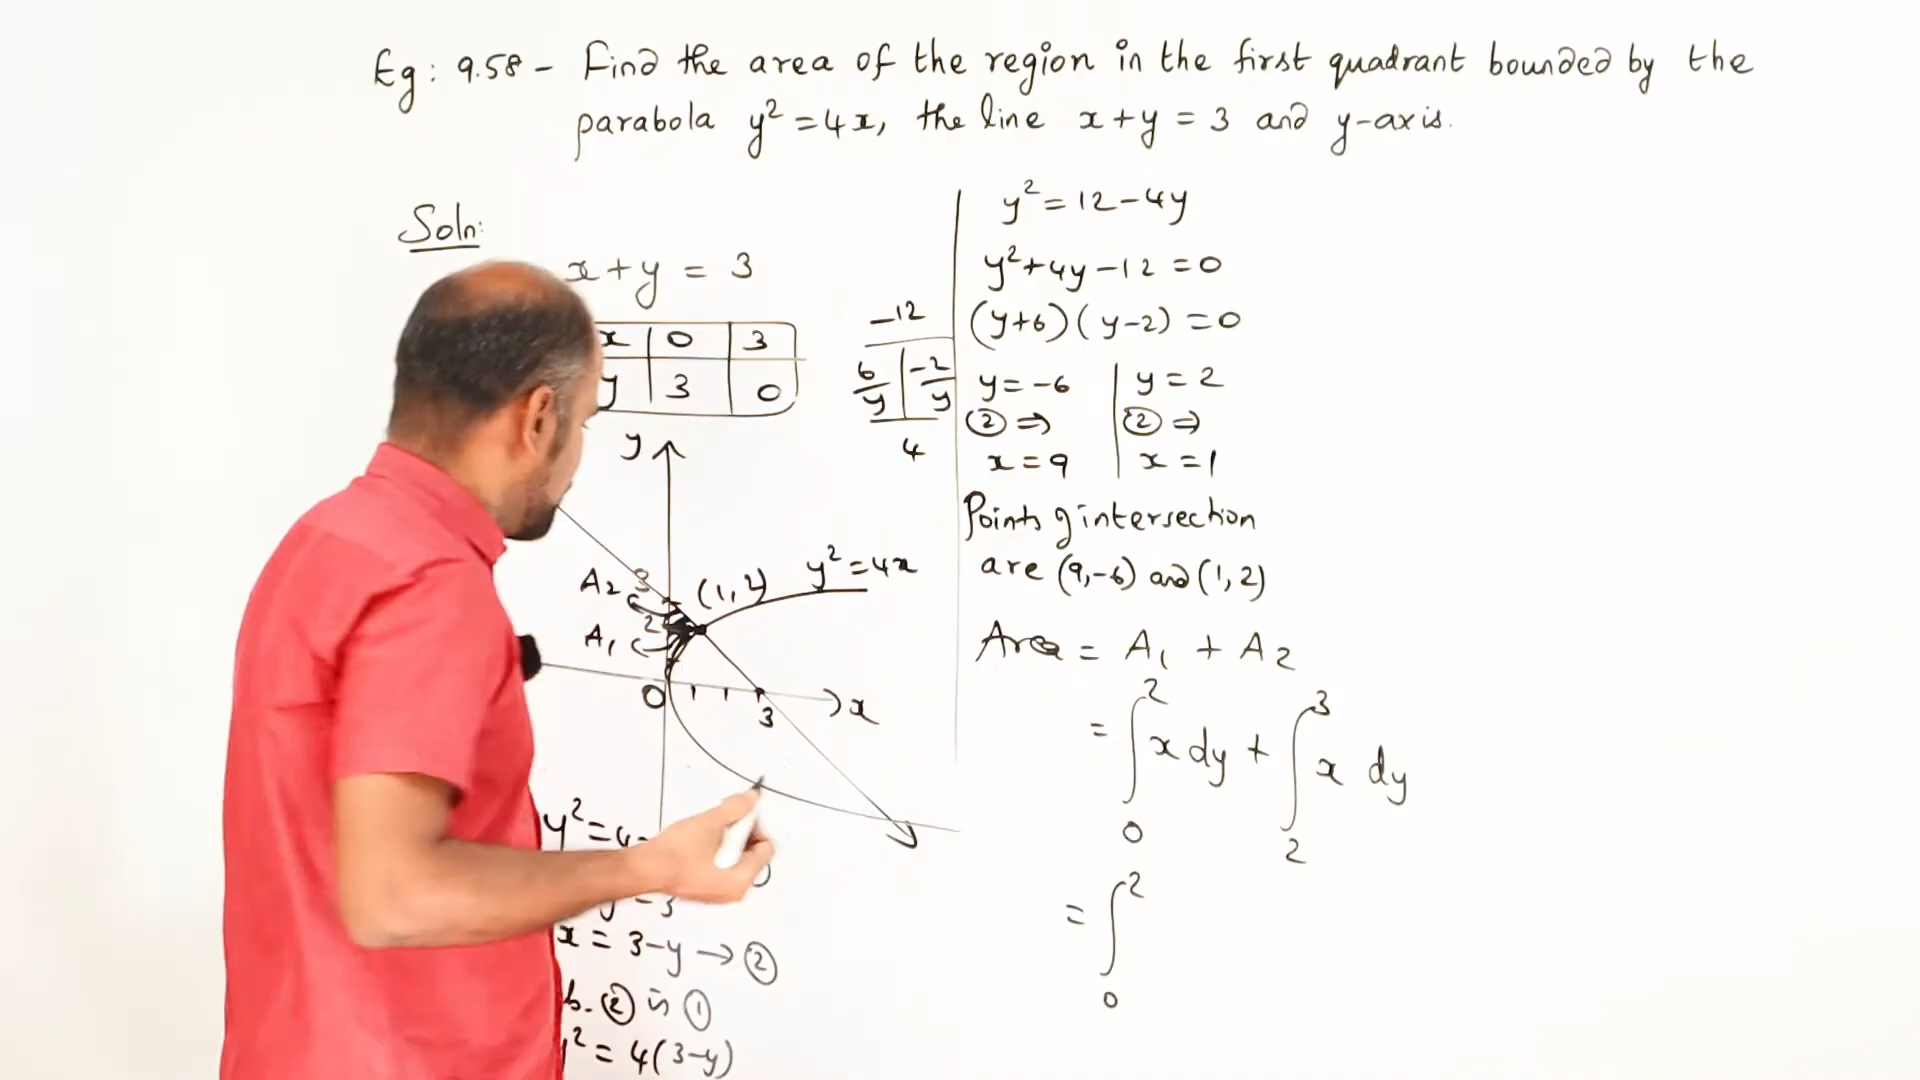 Eg: 9.58 - Find the area of the region in the first quadrant bounded by the
parabola y² = 4x, the line x+y = 3 and y-axis.
Soln:
x+y = 3
x | 0 | 3
y | 3 | 0
y
A2 3 (1,2) y²=4x
A1 2
0 3 x
y²=4
y = 3
x = 3-y → ②
b. ② in ①
y² = 4(3-y)
-12
6/y | -2/y
4
y² = 12-4y
y²+4y-12 = 0
(y+6)(y-2) = 0
y = -6 | y = 2
② ⇒ | ② ⇒
x = 9 | x = 1
Points of intersection
are (9,-6) and (1,2)
Area = A1 + A2
= ∫₀² x dy + ∫₂³ x dy
= ∫₀²